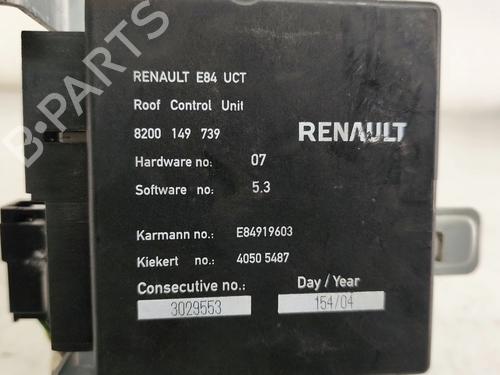 B-PARTS
RENAULT E84 UCT
Roof Control Unit
8200 149 739
RENAULT
Hardware no: 07
Software no: 5.3
Karmann no.: E84919603
Kiekert no.: 4050 5487
Consecutive no.: Day / Year
3029553 154/04